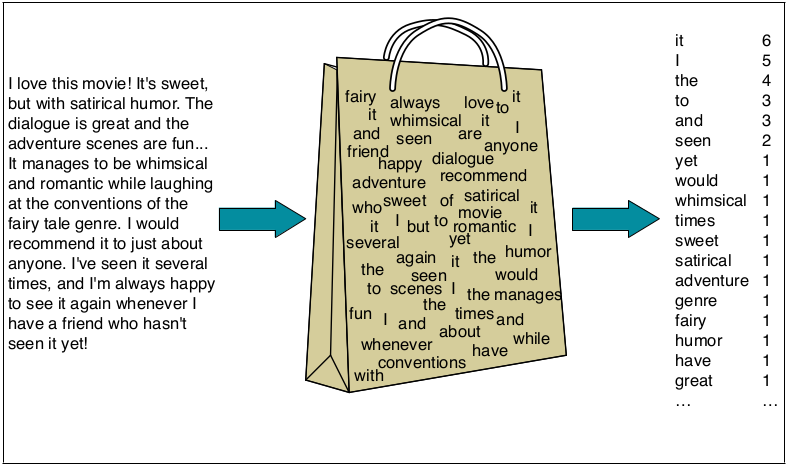 I love this movie! It's sweet,
but with satirical humor. The
dialogue is great and the
adventure scenes are fun...
It manages to be whimsical
and romantic while laughing
at the conventions of the
fairy tale genre. I would
recommend it to just about
anyone. I've seen it several
times, and I'm always happy
to see it again whenever I
have a friend who hasn't
seen it yet!
fairy always love to it
it whimsical it I
and seen are anyone
friend happy dialogue
adventure recommend
who sweet of satirical
it I but to movie it
romantic I
several yet
again it the humor
the seen would
to scenes I the manages
the
fun I and times and
about
whenever while
conventions have
with
it 6
I 5
the 4
to 3
and 3
seen 2
yet 1
would 1
whimsical 1
times 1
sweet 1
satirical 1
adventure 1
genre 1
fairy 1
humor 1
have 1
great 1
... ...